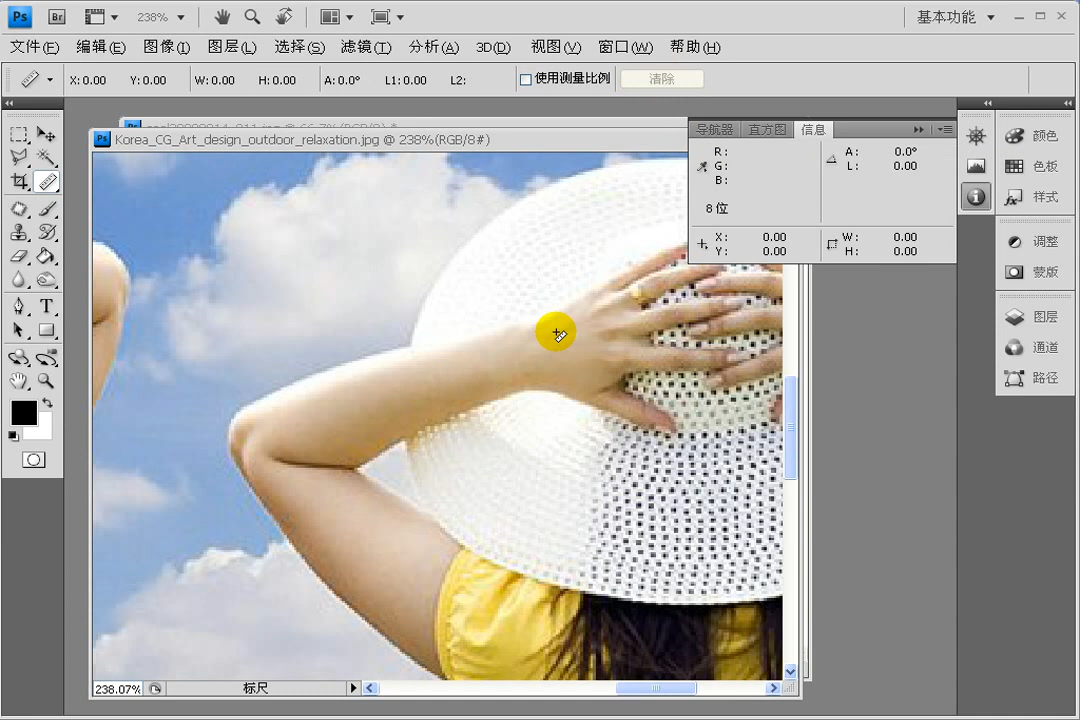 Ps Br 238% 基本功能
文件(F) 编辑(E) 图像(I) 图层(L) 选择(S) 滤镜(T) 分析(A) 3D(D) 视图(V) 窗口(W) 帮助(H)
X: 0.00 Y: 0.00 W: 0.00 H: 0.00 A: 0.0° L1: 0.00 L2: 使用测量比例 清除
Korea_CG_Art_design_outdoor_relaxation.jpg @ 238%(RGB/8#)
导航器 直方图 信息
R: A: 0.0°
G: L: 0.00
B:
8 位
X: 0.00 W: 0.00
Y: 0.00 H: 0.00
颜色
色板
样式
调整
蒙版
图层
通道
路径
238.07% 标尺